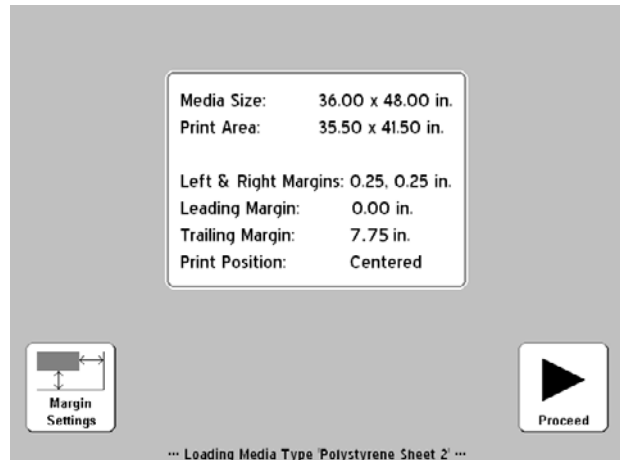 Media Size: 36.00 x 48.00 in.
Print Area: 35.50 x 41.50 in.
Left & Right Margins: 0.25, 0.25 in.
Leading Margin: 0.00 in.
Trailing Margin: 7.75 in.
Print Position: Centered
Margin
Settings
Proceed
... Loading Media Type 'Polystyrene Sheet 2' ...